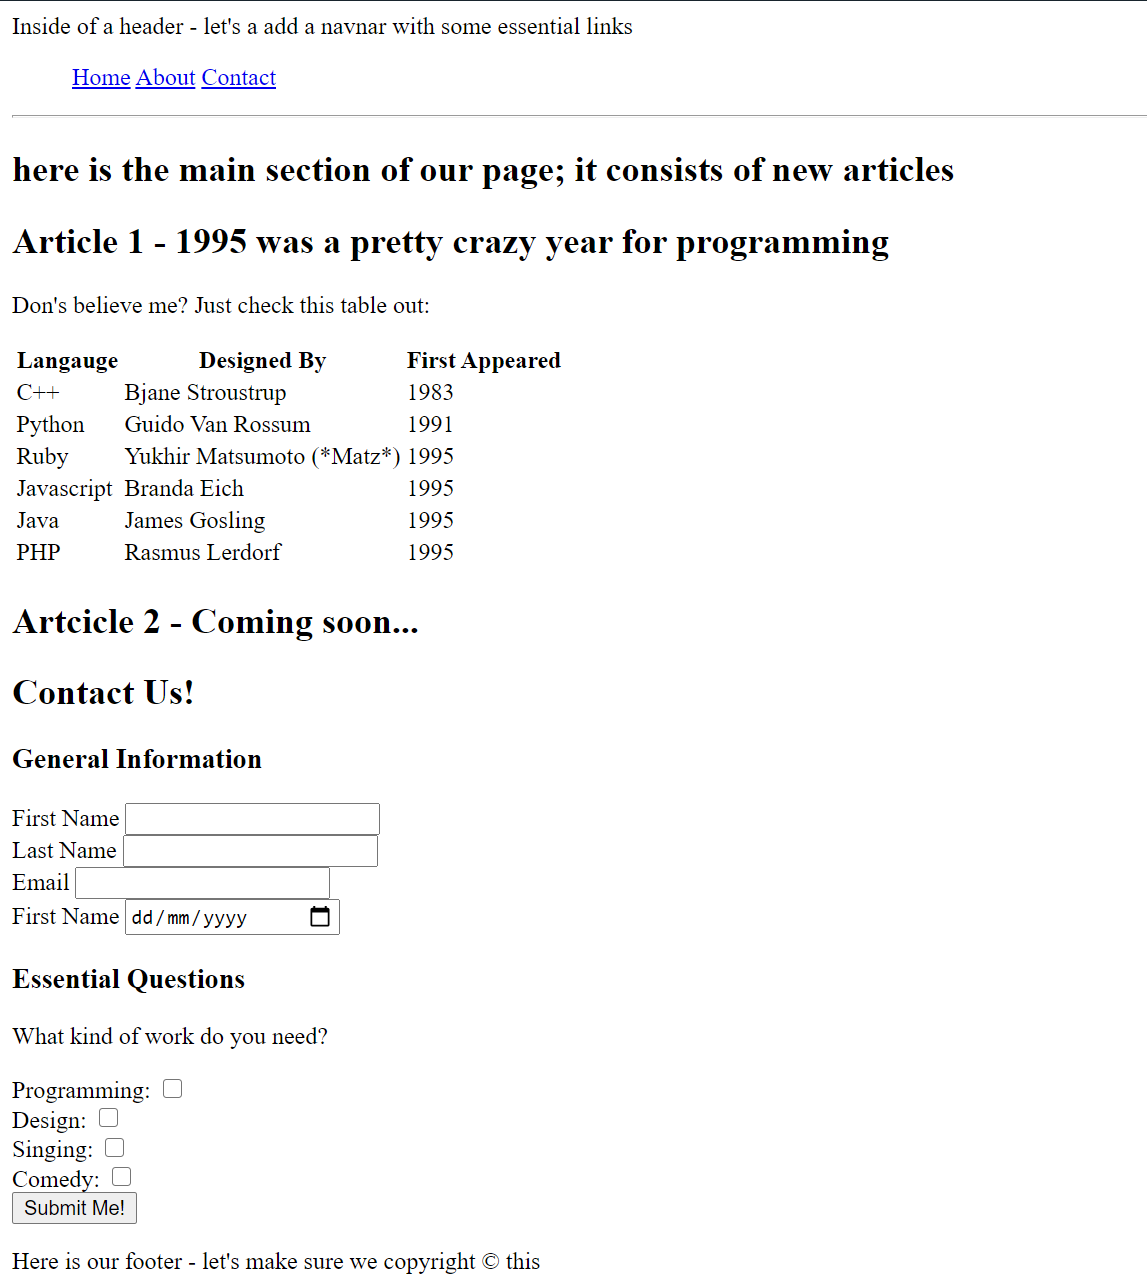 Inside of a header - let's a add a navnar with some essential links
Home About Contact
here is the main section of our page; it consists of new articles
Article 1 - 1995 was a pretty crazy year for programming
Don's believe me? Just check this table out:
Langauge Designed By First Appeared
C++ Bjane Stroustrup 1983
Python Guido Van Rossum 1991
Ruby Yukhir Matsumoto (*Matz*) 1995
Javascript Branda Eich 1995
Java James Gosling 1995
PHP Rasmus Lerdorf 1995
Artcicle 2 - Coming soon...
Contact Us!
General Information
First Name
Last Name
Email
First Name dd/mm/yyyy
Essential Questions
What kind of work do you need?
Programming:
Design:
Singing:
Comedy:
Submit Me!
Here is our footer - let's make sure we copyright © this